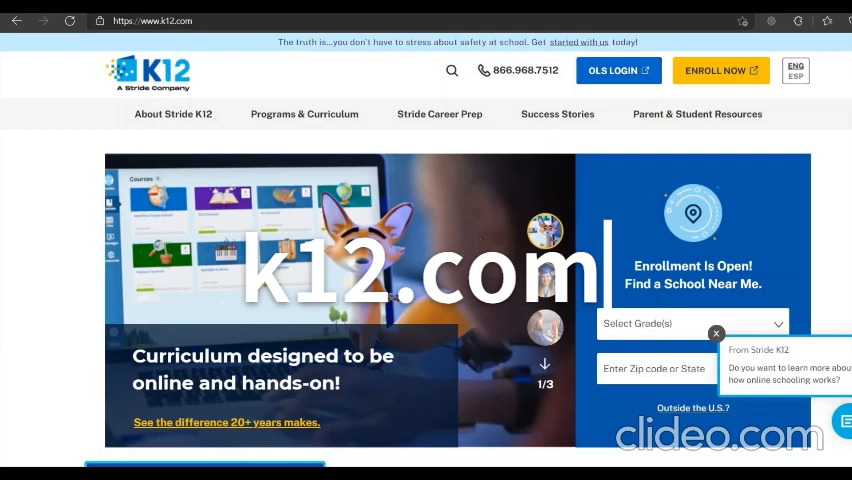 https://www.k12.com
The truth is...you don't have to stress about safety at school. Get started with us today!
K12
A Stride Company
866.968.7512
OLS LOGIN
ENROLL NOW
ENG
ESP
About Stride K12
Programs & Curriculum
Stride Career Prep
Success Stories
Parent & Student Resources
Courses
k12.com
Enrollment Is Open!
Find a School Near Me.
Select Grade(s)
Enter Zip code or State
Outside the U.S.?
Curriculum designed to be
online and hands-on!
See the difference 20+ years makes.
1/3
X
From Stride K12
Do you want to learn more abou
how online schooling works?
clideo.com